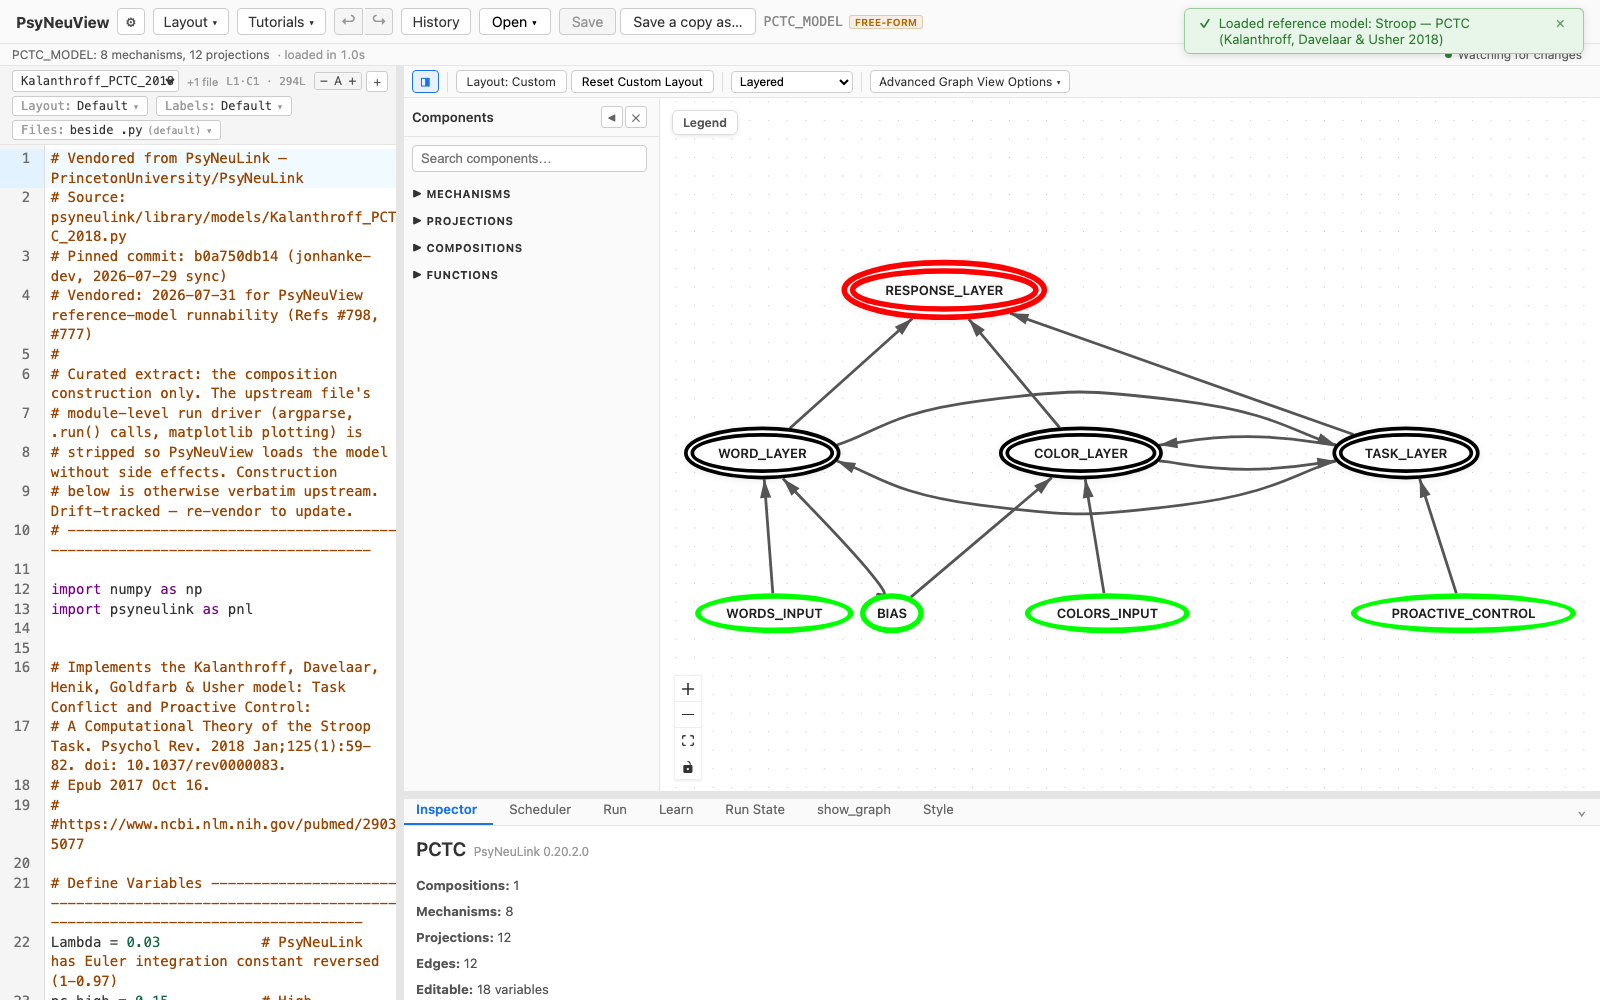 PsyNeuView
Layout ▾
Tutorials ▾
History
Open ▾
Save
Save a copy as...
PCTC_MODEL
FREE-FORM
✓ Loaded reference model: Stroop — PCTC (Kalanthroff, Davelaar & Usher 2018) ×
PCTC_MODEL: 8 mechanisms, 12 projections · loaded in 1.0s
Watching for changes
+1 file L1:C1 · 294L − A + +
Layout: Default ▾ Labels: Default ▾
Files: beside .py (default) ▾
1 # Vendored from PsyNeuLink —
PrincetonUniversity/PsyNeuLink
2 # Source:
psyneulink/library/models/Kalanthroff_PCT
C_2018.py
3 # Pinned commit: b0a750db14 (jonhanke-
dev, 2026-07-29 sync)
4 # Vendored: 2026-07-31 for PsyNeuView
reference-model runnability (Refs #798,
#777)
5 #
6 # Curated extract: the composition
construction only. The upstream file's
7 # module-level run driver (argparse,
.run() calls, matplotlib plotting) is
8 # stripped so PsyNeuView loads the model
without side effects. Construction
9 # below is otherwise verbatim upstream.
Drift-tracked — re-vendor to update.
10 # ------------------------------------------------------------------------------
11
12 import numpy as np
13 import psyneulink as pnl
14
15
16 # Implements the Kalanthroff, Davelaar,
Henik, Goldfarb & Usher model: Task
Conflict and Proactive Control:
17 # A Computational Theory of the Stroop
Task. Psychol Rev. 2018 Jan;125(1):59-
82. doi: 10.1037/rev0000083.
18 # Epub 2017 Oct 16.
19 #
#https://www.ncbi.nlm.nih.gov/pubmed/2903
5077
20
21 # Define Variables ------------------------------------------------------------
22 Lambda = 0.03 # PsyNeuLink
has Euler integration constant reversed
(1-0.97)
23 pc_high = 0.15 # High
Layout: Custom
Reset Custom Layout
Layered
Advanced Graph View Options ▾
Components
Search components...
▶ MECHANISMS
▶ PROJECTIONS
▶ COMPOSITIONS
▶ FUNCTIONS
Legend
RESPONSE_LAYER
WORD_LAYER
COLOR_LAYER
TASK_LAYER
WORDS_INPUT
BIAS
COLORS_INPUT
PROACTIVE_CONTROL
Inspector
Scheduler
Run
Learn
Run State
show_graph
Style
PCTC PsyNeuLink 0.20.2.0
Compositions: 1
Mechanisms: 8
Projections: 12
Edges: 12
Editable: 18 variables